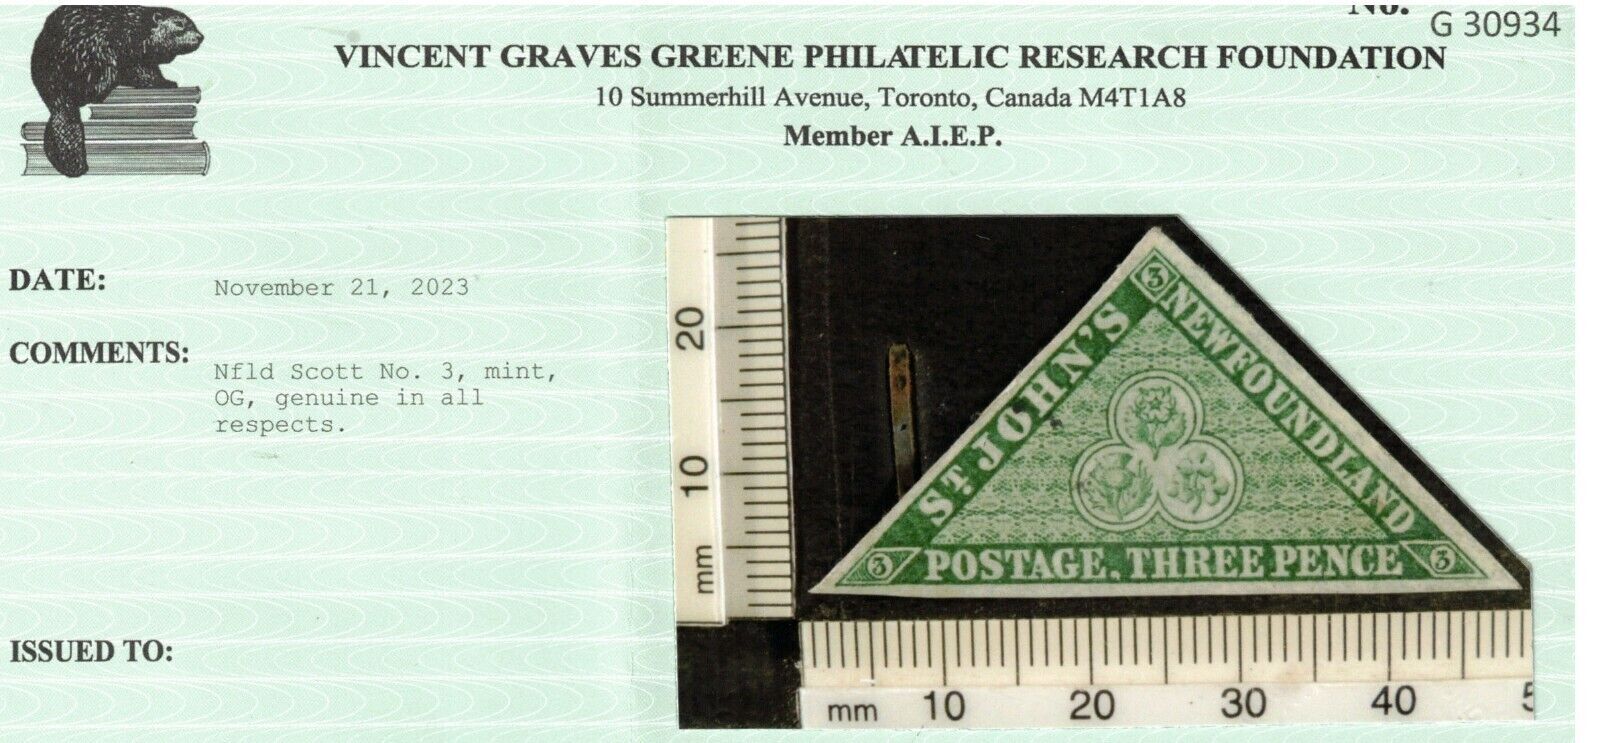 No. G 30934
VINCENT GRAVES GREENE PHILATELIC RESEARCH FOUNDATION
10 Summerhill Avenue, Toronto, Canada M4T1A8
Member A.I.E.P.
DATE: November 21, 2023
COMMENTS: Nfld Scott No. 3, mint,
OG, genuine in all
respects.
ISSUED TO:
20
10
mm
3
ST. JOHN'S
NEWFOUNDLAND
3 POSTAGE, THREE PENCE 3
mm 10 20 30 40 5